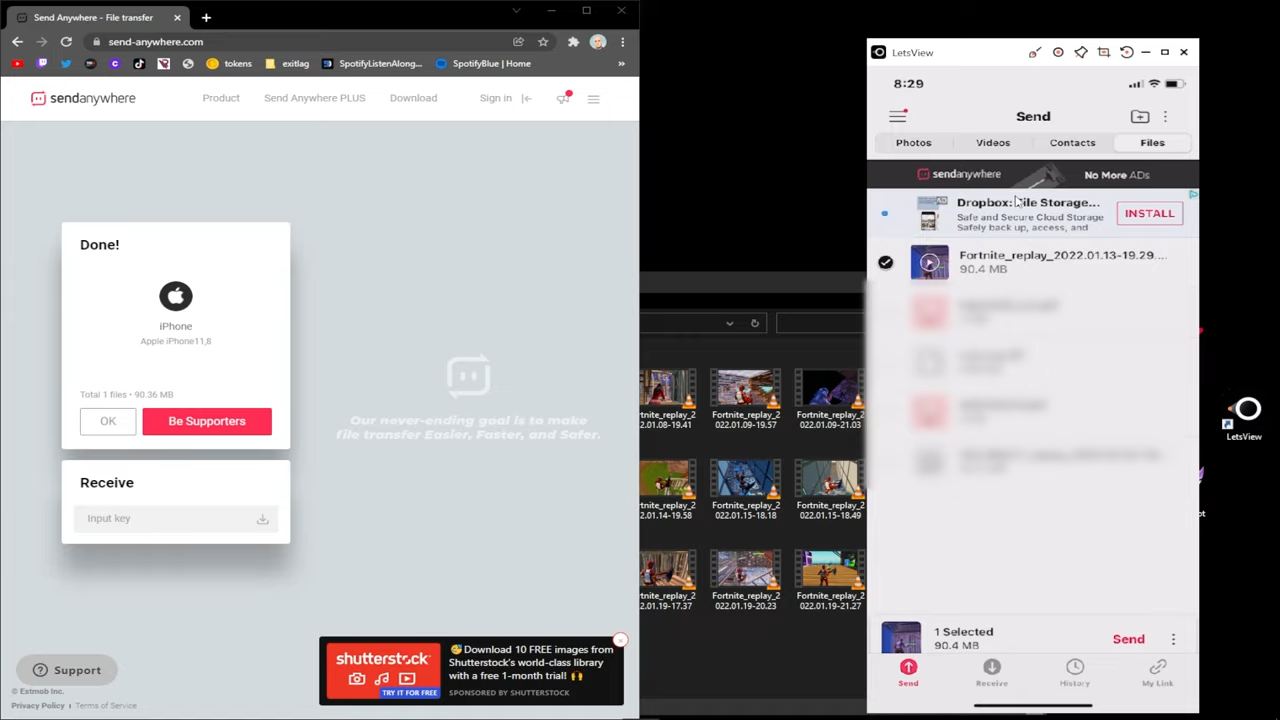 Send Anywhere - File transfer
send-anywhere.com
tokens
exitlag
SpotifyListenAlong...
SpotifyBlue | Home
sendanywhere
Product
Send Anywhere PLUS
Download
Sign in
Done!
iPhone
Apple iPhone11,8
Total 1 files • 90.36 MB
OK
Be Supporters
Receive
Input key
Our never-ending goal is to make
file transfer Easier, Faster, and Safer.
Support
© Estmob Inc.
Privacy Policy | Terms of Service
shutterstock
TRY IT FOR FREE
Download 10 FREE images from
Shutterstock's world-class library
with a free 1-month trial!
SPONSORED BY SHUTTERSTOCK
Fortnite_replay_2
022.01.08-19.41
Fortnite_replay_2
022.01.09-19.57
Fortnite_replay_2
022.01.09-21.03
Fortnite_replay_2
022.01.14-19.58
Fortnite_replay_2
022.01.15-18.18
Fortnite_replay_2
022.01.15-18.49
Fortnite_replay_2
022.01.19-17.37
Fortnite_replay_2
022.01.19-20.23
Fortnite_replay_2
022.01.19-21.27
LetsView
8:29
Send
Photos
Videos
Contacts
Files
sendanywhere
No More ADs
AD
Dropbox: File Storage...
Safe and Secure Cloud Storage
Safely back up, access, and
INSTALL
Fortnite_replay_2022.01.13-19.29....
90.4 MB
1 Selected
90.4 MB
Send
Send
Receive
History
My Link
LetsView